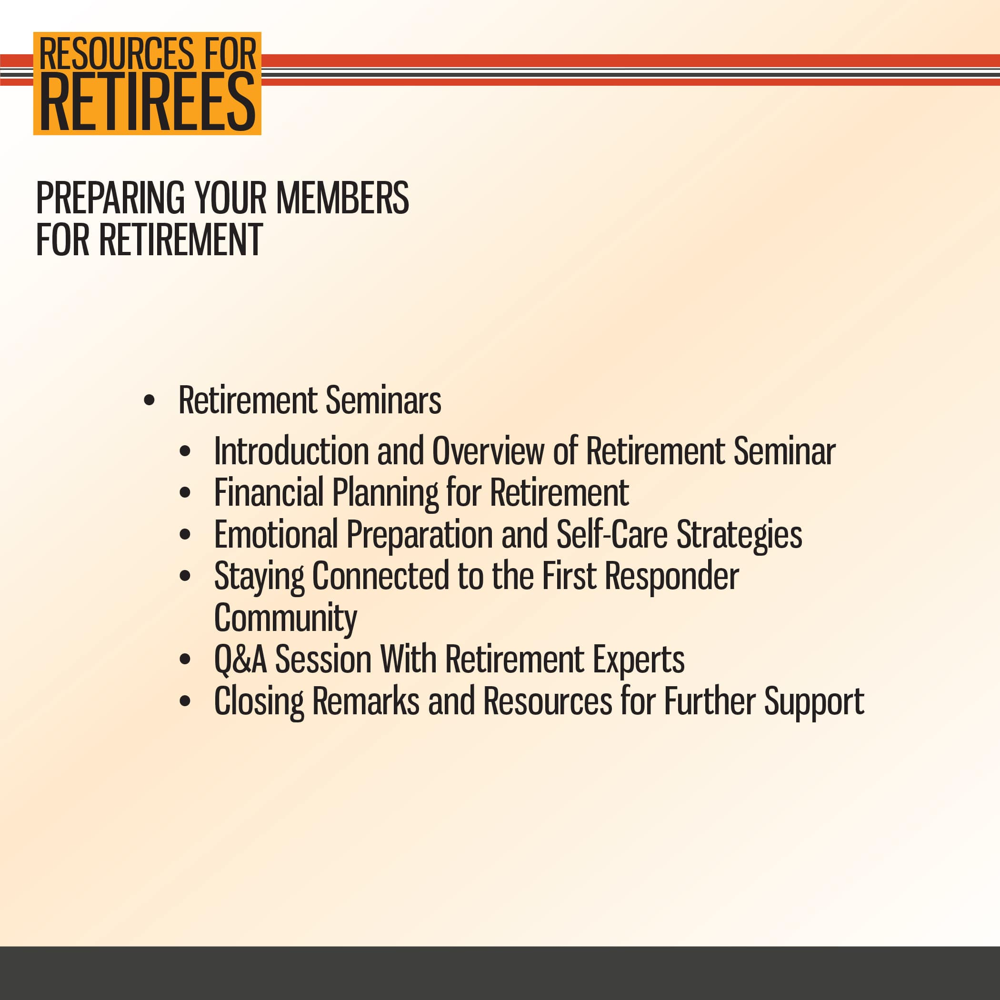 RESOURCES FOR
RETIREES
PREPARING YOUR MEMBERS
FOR RETIREMENT
• Retirement Seminars
• Introduction and Overview of Retirement Seminar
• Financial Planning for Retirement
• Emotional Preparation and Self-Care Strategies
• Staying Connected to the First Responder
Community
• Q&A Session With Retirement Experts
• Closing Remarks and Resources for Further Support